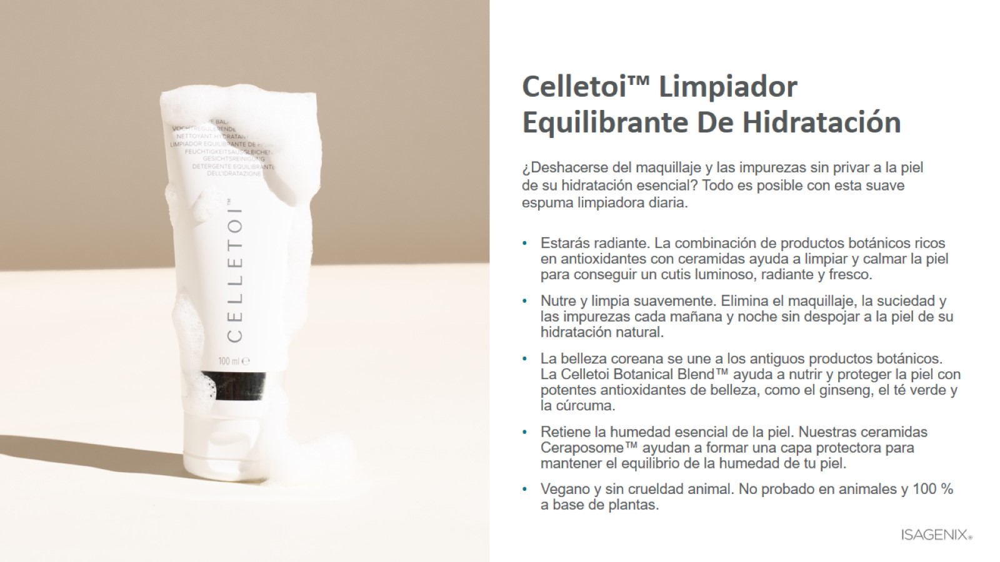 E BAL
VOCHTREGULERENDE
NETTOYANT HYDRATAN
LIMPIADOR EQUILIBRANTE DE
FEUCHTIGKEITSAUSGLEICHEN
GESICHTSREINIGUNG
DETERGENTE EQUILIBRANTE
DELL'IDRATAZIONE
CELLETOI™
100 ml ℮
Celletoi™ Limpiador
Equilibrante De Hidratación
¿Deshacerse del maquillaje y las impurezas sin privar a la piel
de su hidratación esencial? Todo es posible con esta suave
espuma limpiadora diaria.
• Estarás radiante. La combinación de productos botánicos ricos
en antioxidantes con ceramidas ayuda a limpiar y calmar la piel
para conseguir un cutis luminoso, radiante y fresco.
• Nutre y limpia suavemente. Elimina el maquillaje, la suciedad y
las impurezas cada mañana y noche sin despojar a la piel de su
hidratación natural.
• La belleza coreana se une a los antiguos productos botánicos.
La Celletoi Botanical Blend™ ayuda a nutrir y proteger la piel con
potentes antioxidantes de belleza, como el ginseng, el té verde y
la cúrcuma.
• Retiene la humedad esencial de la piel. Nuestras ceramidas
Ceraposome™ ayudan a formar una capa protectora para
mantener el equilibrio de la humedad de tu piel.
• Vegano y sin crueldad animal. No probado en animales y 100 %
a base de plantas.
ISAGENIX®